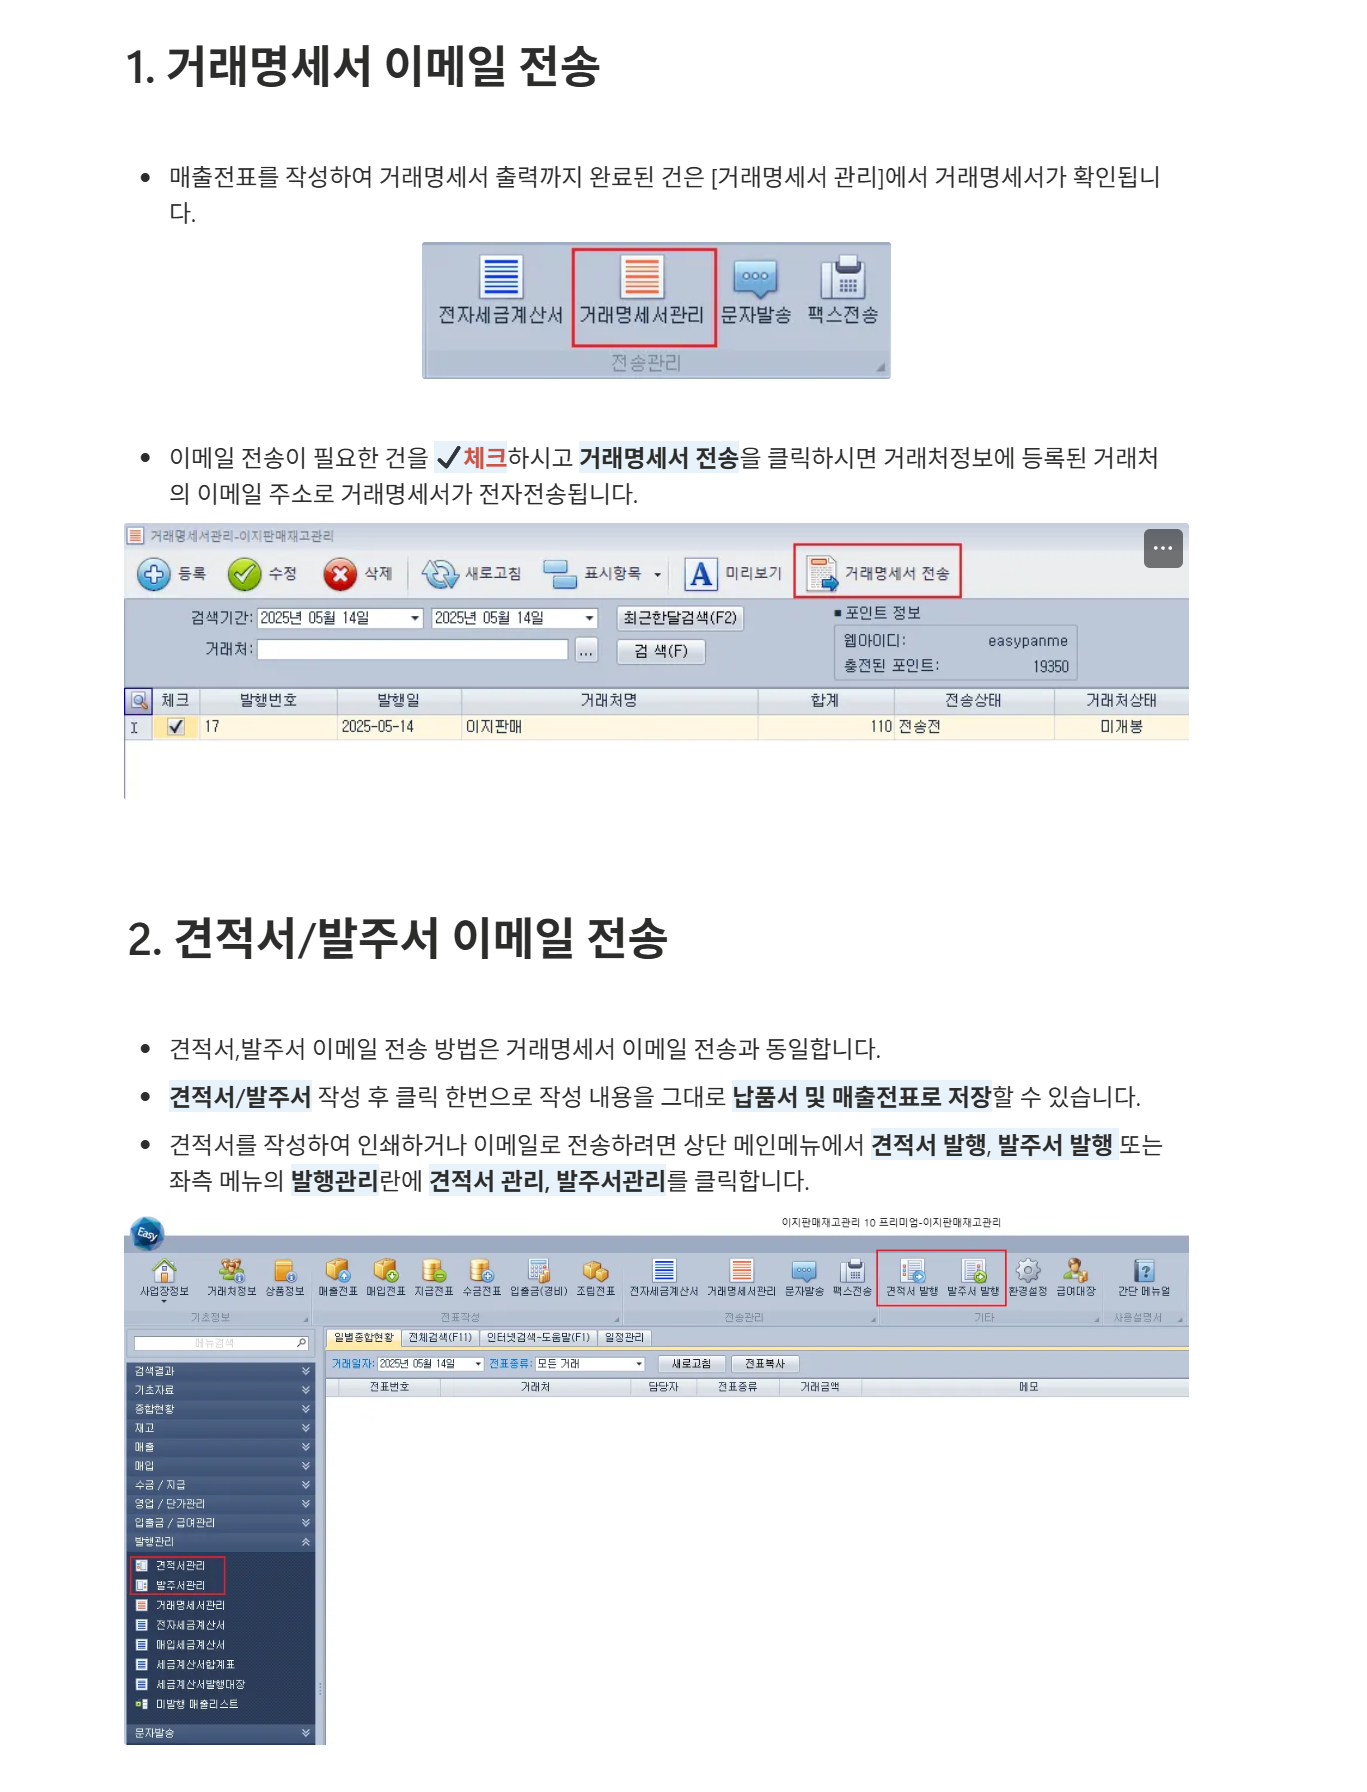 1. 거래명세서 이메일 전송
• 매출전표를 작성하여 거래명세서 출력까지 완료된 건은 [거래명세서 관리]에서 거래명세서가 확인됩니
다.
전자세금계산서 거래명세서관리 문자발송 팩스전송
전송관리
• 이메일 전송이 필요한 건을 ✔체크하시고 거래명세서 전송을 클릭하시면 거래처정보에 등록된 거래처
의 이메일 주소로 거래명세서가 전자전송됩니다.
거래명세서관리-이지판매재고관리
등록 수정 삭제 새로고침 표시항목 미리보기 거래명세서 전송
검색기간: 2025년 05월 14일 2025년 05월 14일 최근한달검색(F2) ■ 포인트 정보
거래처: ... 검 색(F) 웹아이디: easypanme
충전된 포인트: 19350
체크 발행번호 발행일 거래처명 합계 전송상태 거래처상태
17 2025-05-14 이지판매 110 전송전 미개봉
2. 견적서/발주서 이메일 전송
• 견적서,발주서 이메일 전송 방법은 거래명세서 이메일 전송과 동일합니다.
• 견적서/발주서 작성 후 클릭 한번으로 작성 내용을 그대로 납품서 및 매출전표로 저장할 수 있습니다.
• 견적서를 작성하여 인쇄하거나 이메일로 전송하려면 상단 메인메뉴에서 견적서 발행, 발주서 발행 또는
좌측 메뉴의 발행관리란에 견적서 관리, 발주서관리를 클릭합니다.
Easy 이지판매재고관리 10 프리미엄-이지판매재고관리
사업장정보 거래처정보 상품정보 매출전표 매입전표 지급전표 수금전표 입출금(경비) 조립전표 전자세금계산서 거래명세서관리 문자발송 팩스전송 견적서 발행 발주서 발행 환경설정 급여대장 간단 메뉴얼
기초정보 전표작성 전송관리 기타 사용설명서
메뉴검색 일별종합현황 전체검색(F11) 인터넷검색-도움말(F1) 일정관리
거래일자: 2025년 05월 14일 전표종류: 모든 거래 새로고침 전표복사
전표번호 거래처 담당자 전표종류 거래금액 메모
검색결과
기초자료
종합현황
재고
매출
매입
수금 / 지급
영업 / 단가관리
입출금 / 급여관리
발행관리
견적서관리
발주서관리
거래명세서관리
전자세금계산서
매입세금계산서
세금계산서합계표
세금계산서발행대장
미발행 매출리스트
문자발송